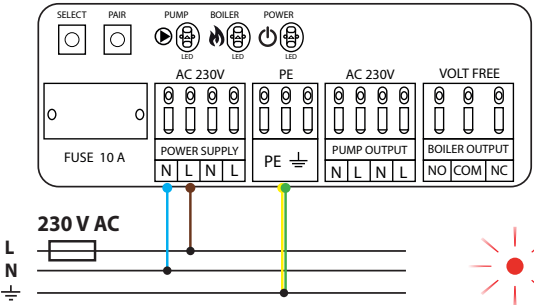 SELECT PAIR PUMP BOILER POWER
LED LED LED
AC 230V PE AC 230V VOLT FREE
FUSE 10 A
POWER SUPPLY PE PUMP OUTPUT BOILER OUTPUT
N L N L N L N L NO COM NC
230 V AC
L
N